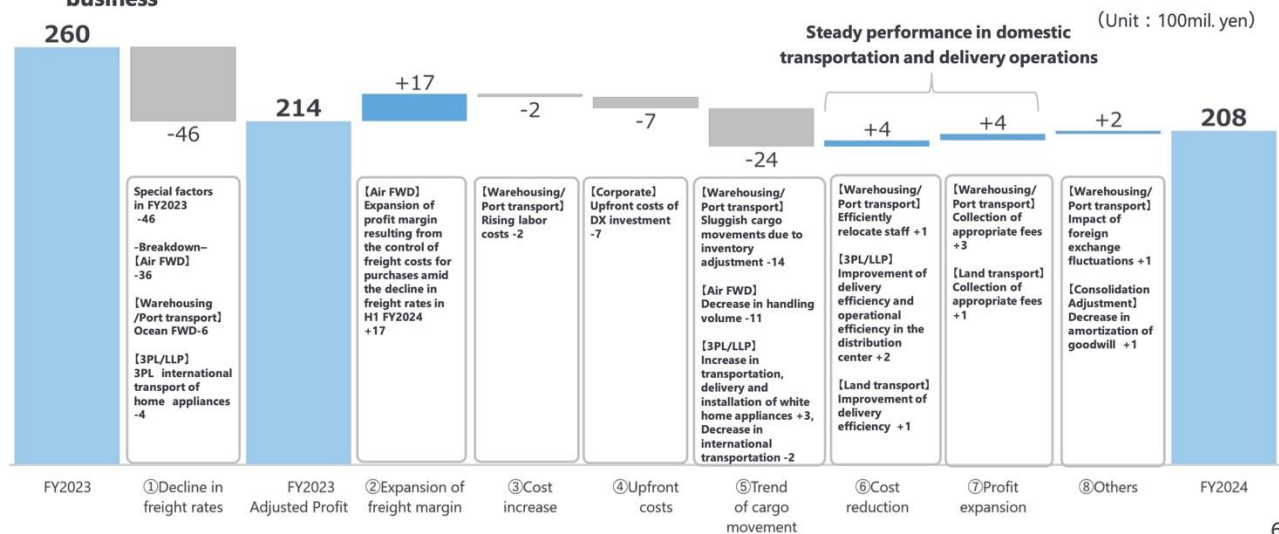 business
(Unit：100mil. yen)
Steady performance in domestic
transportation and delivery operations
260
-46
214
+17
-2
-7
-24
+4
+4
+2
208
Special factors
in FY2023
-46
-Breakdown–
【Air FWD】
-36
【Warehousing
/Port transport】
Ocean FWD-6
【3PL/LLP】
3PL international
transport of
home appliances
-4
【Air FWD】
Expansion of
profit margin
resulting from
the control of
freight costs for
purchases amid
the decline in
freight rates in
H1 FY2024
+17
【Warehousing/
Port transport】
Rising labor
costs -2
【Corporate】
Upfront costs of
DX investment
-7
【Warehousing/
Port transport】
Sluggish cargo
movements due to
inventory
adjustment -14
【Air FWD】
Decrease in handling
volume -11
【3PL/LLP】
Increase in
transportation,
delivery and
installation of white
home appliances +3,
Decrease in
international
transportation -2
【Warehousing/
Port transport】
Efficiently
relocate staff +1
【3PL/LLP】
Improvement of
delivery
efficiency and
operational
efficiency in the
distribution
center +2
【Land transport】
Improvement of
delivery
efficiency +1
【Warehousing/
Port transport】
Collection of
appropriate fees
+3
【Land transport】
Collection of
appropriate fees
+1
【Warehousing/
Port transport】
Impact of
foreign
exchange
fluctuations +1
【Consolidation
Adjustment】
Decrease in
amortization of
goodwill +1
FY2023
①Decline in
freight rates
FY2023
Adjusted Profit
②Expansion of
freight margin
③Cost
increase
④Upfront
costs
⑤Trend
of cargo
movement
⑥Cost
reduction
⑦Profit
expansion
⑧Others
FY2024
6